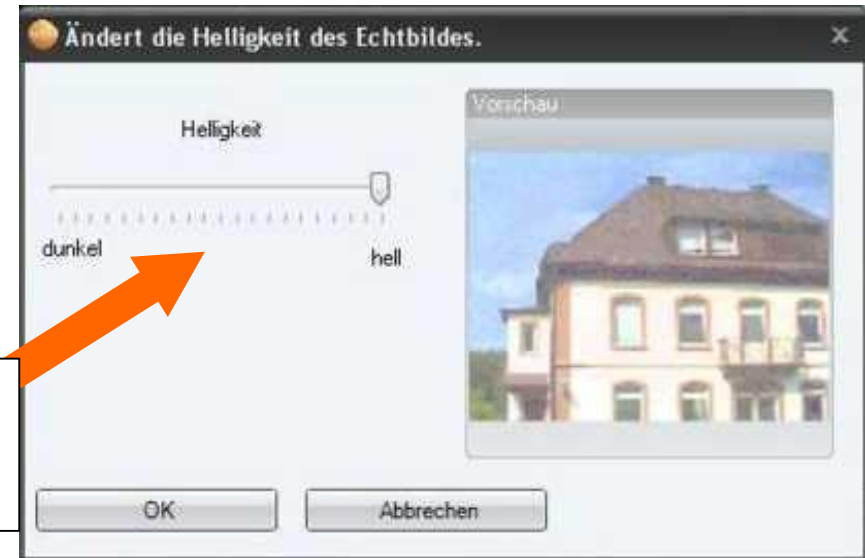 Ändert die Helligkeit des Echtbildes.
Helligkeit
Vorschau
dunkel
hell
OK
Abbrechen